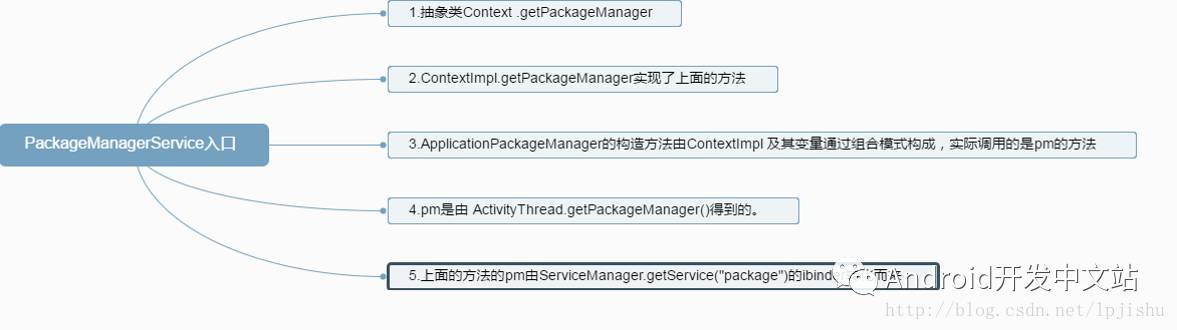 1.抽象类Context .getPackageManager
2.ContextImpl.getPackageManager实现了上面的方法
PackageManagerService入口
3.ApplicationPackageManager的构造方法由ContextImpl 及其变量通过组合模式构成，实际调用的是pm的方法
4.pm是由 ActivityThread.getPackageManager()得到的。
5.上面的方法的pm由ServiceManager.getService("package")的ibind
Android开发中文站
http://blog.csdn.net/lpjishu